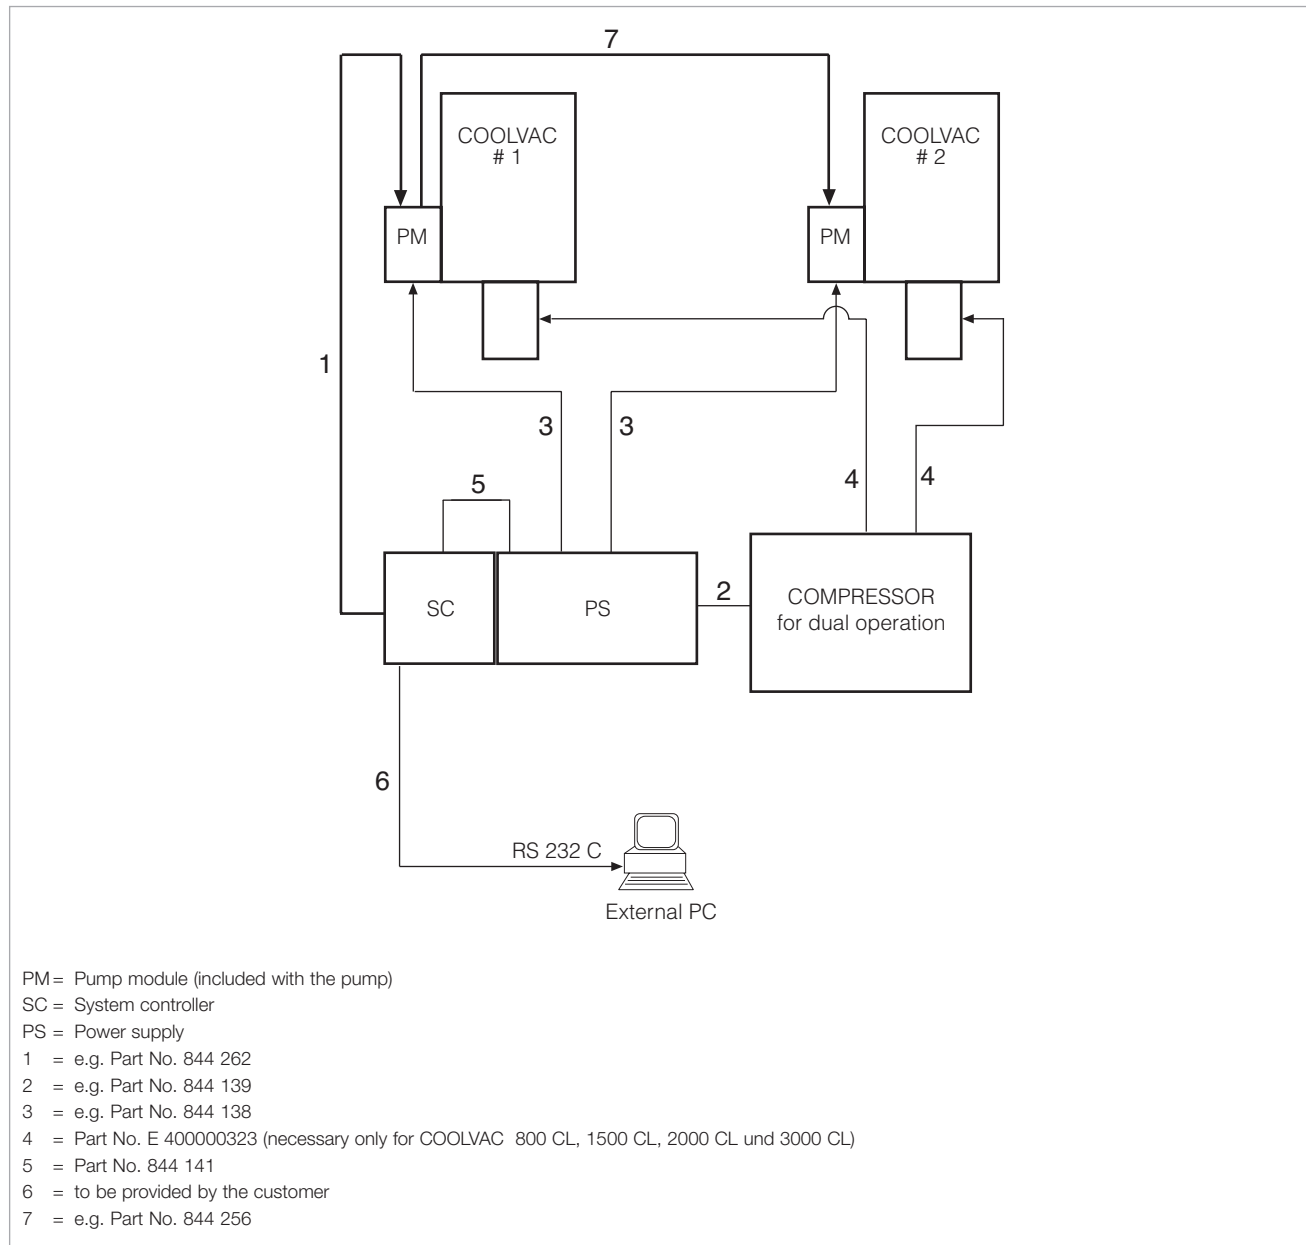 7
COOLVAC
# 1
COOLVAC
# 2
PM
PM
1
3
3
4
4
5
2
SC
PS
COMPRESSOR
for dual operation
6
RS 232 C
External PC
PM = Pump module (included with the pump)
SC = System controller
PS = Power supply
1 = e.g. Part No. 844 262
2 = e.g. Part No. 844 139
3 = e.g. Part No. 844 138
4 = Part No. E 400000323 (necessary only for COOLVAC 800 CL, 1500 CL, 2000 CL und 3000 CL)
5 = Part No. 844 141
6 = to be provided by the customer
7 = e.g. Part No. 844 256